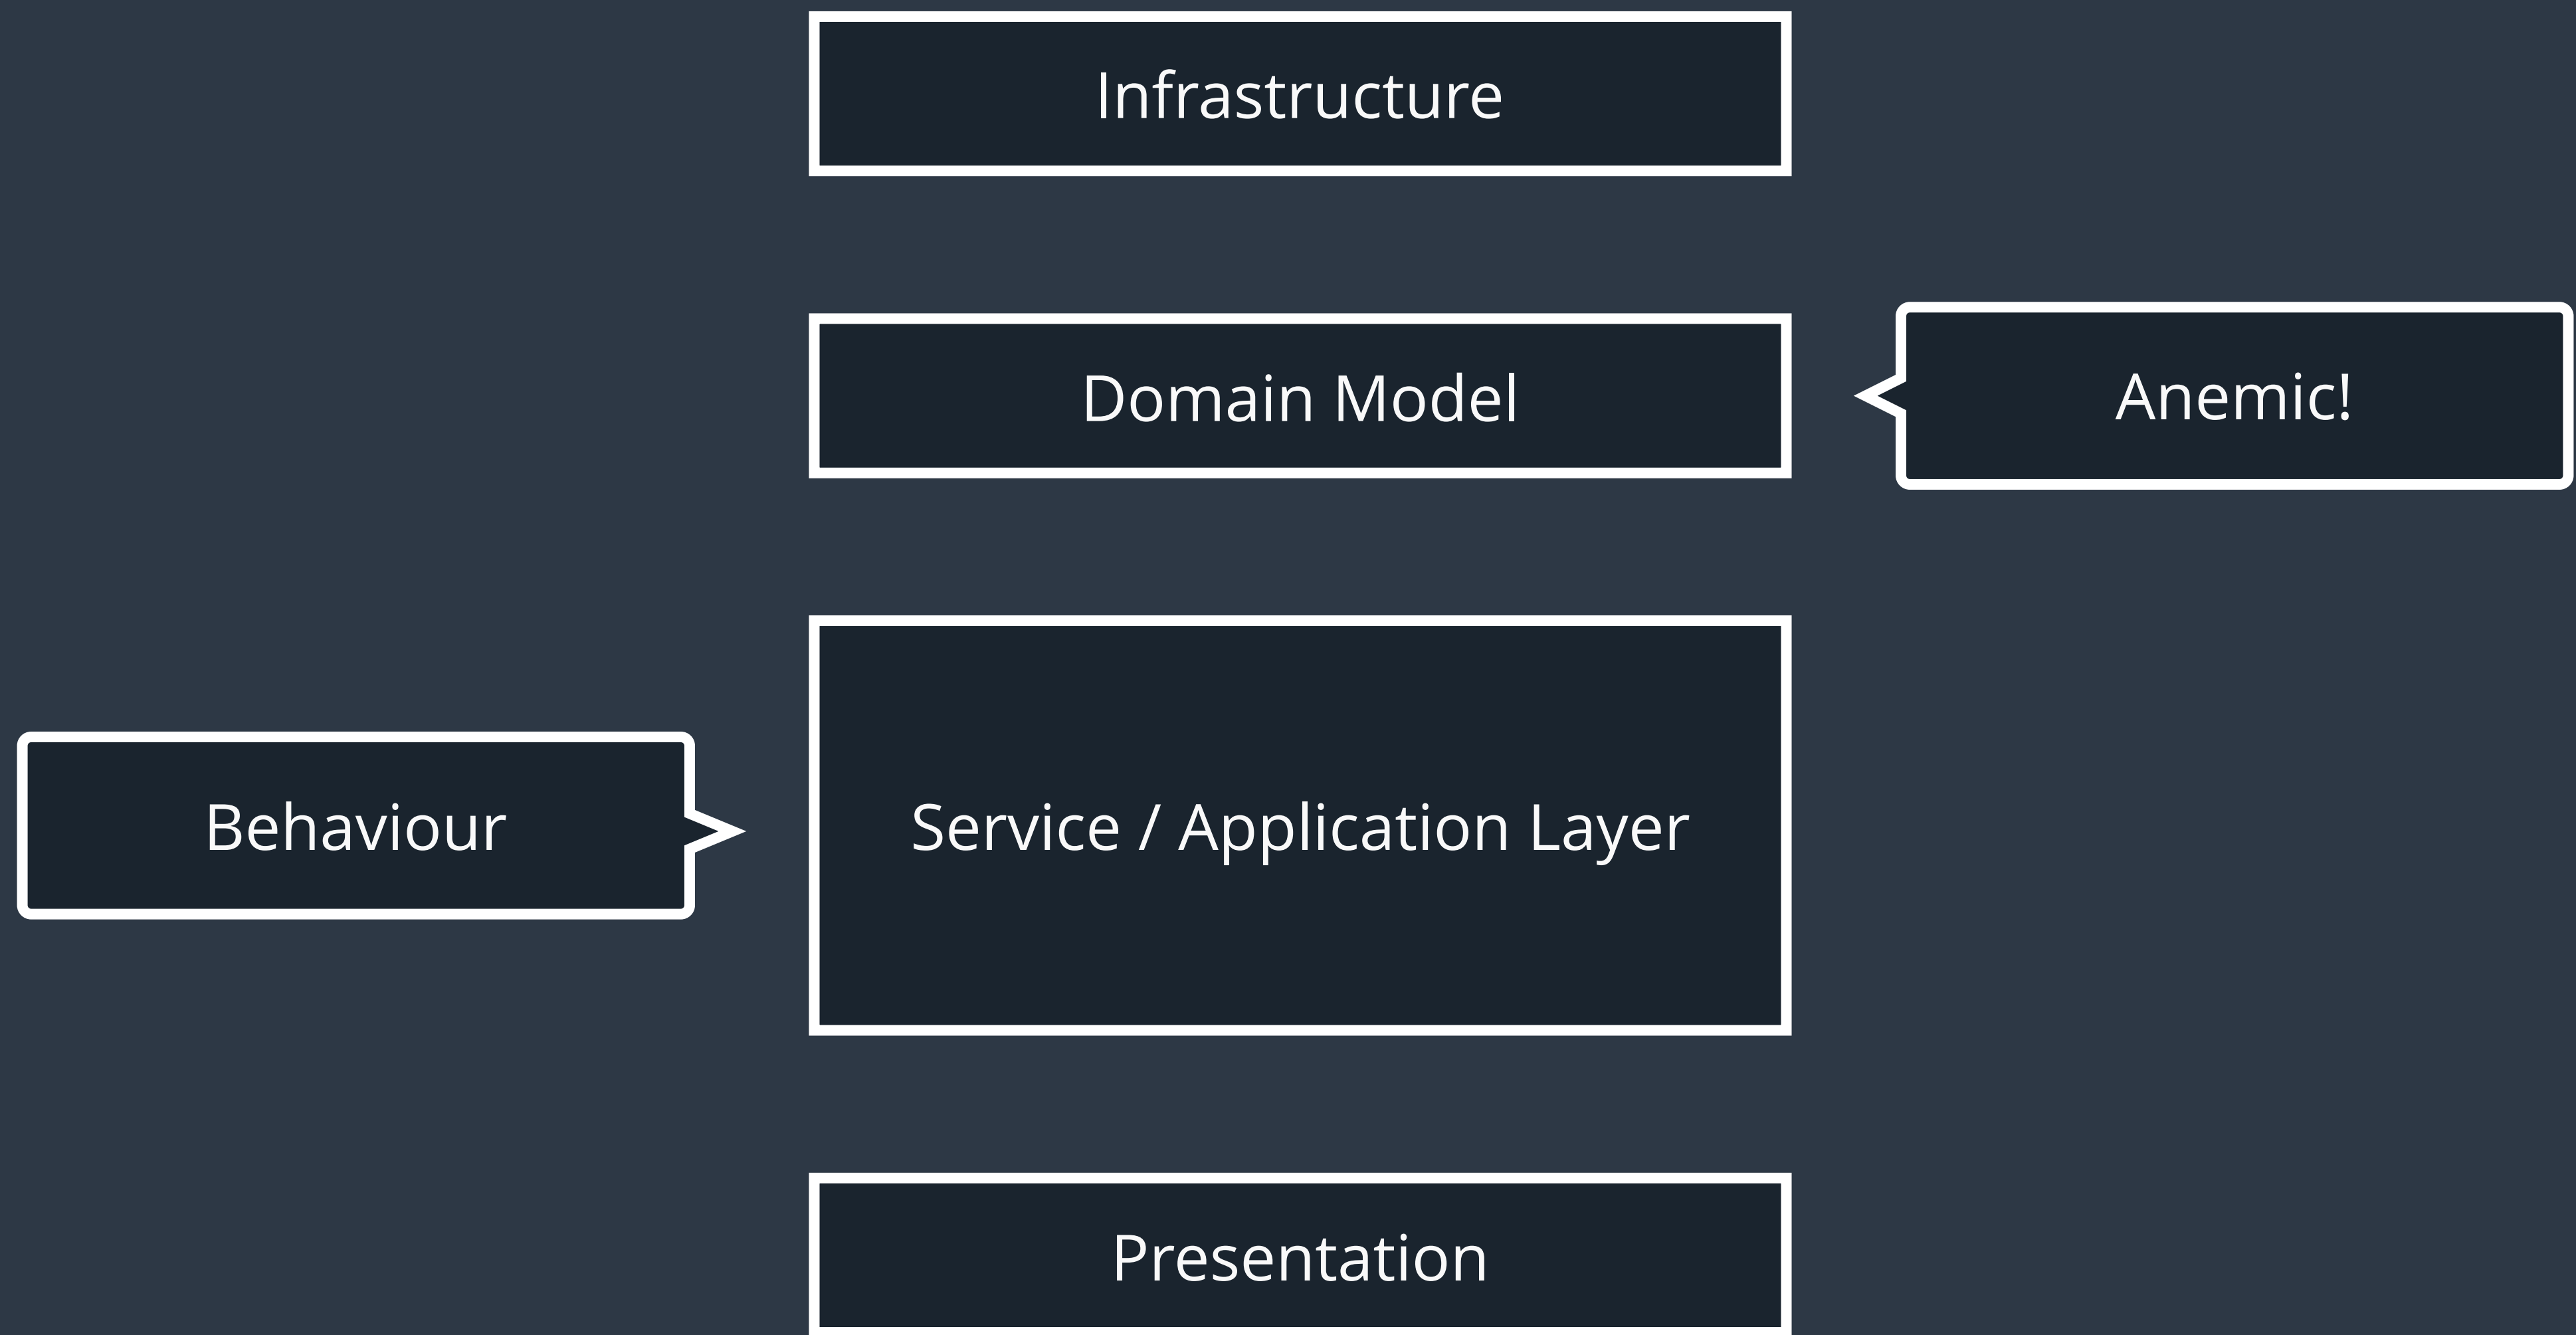 Infrastructure
Domain Model
Anemic!
Behaviour
Service / Application Layer
Presentation